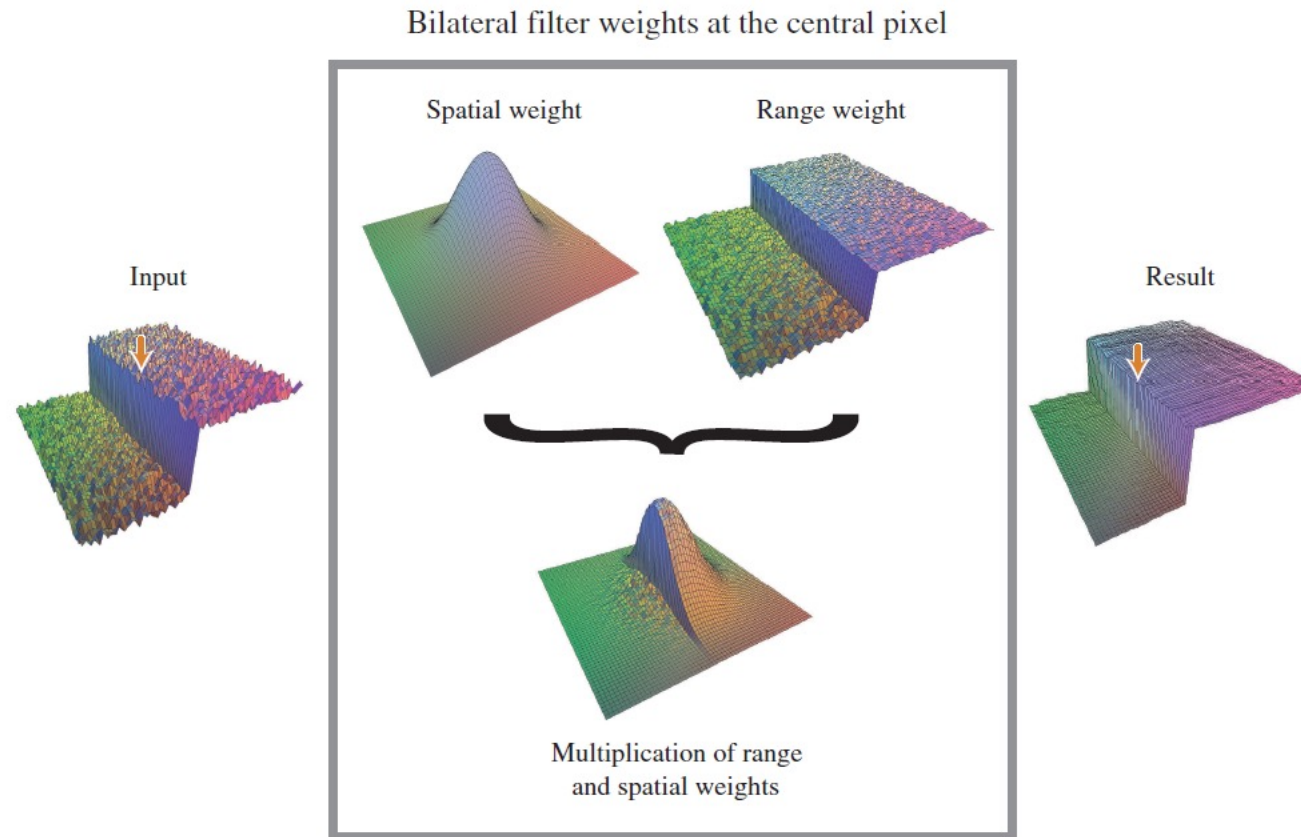 Bilateral filter weights at the central pixel
Spatial weight
Range weight
Input
Result
Multiplication of range
and spatial weights